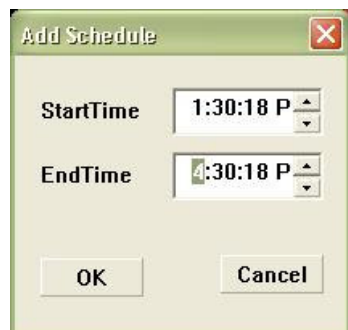 Add Schedule
StartTime 1:30:18 P
EndTime 4:30:18 P
OK Cancel